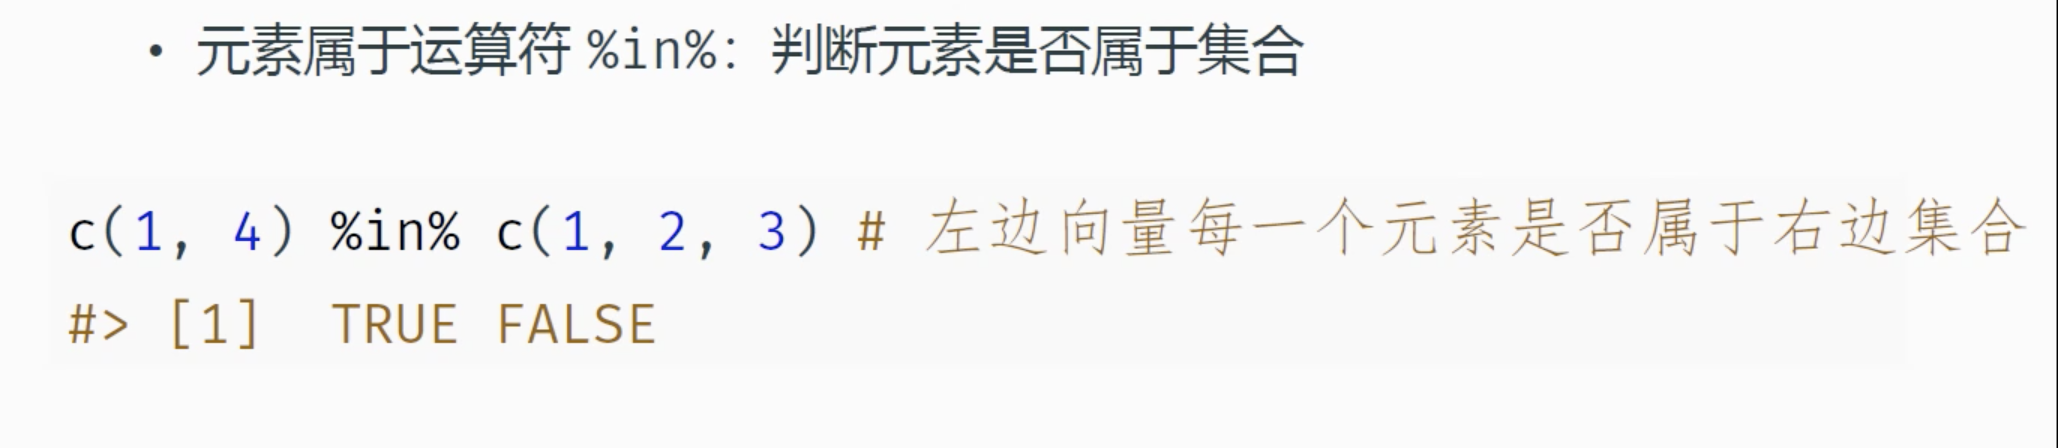 • 元素属于运算符 %in%：判断元素是否属于集合
c(1, 4) %in% c(1, 2, 3) # 左边向量每一个元素是否属于右边集合
#> [1]  TRUE FALSE